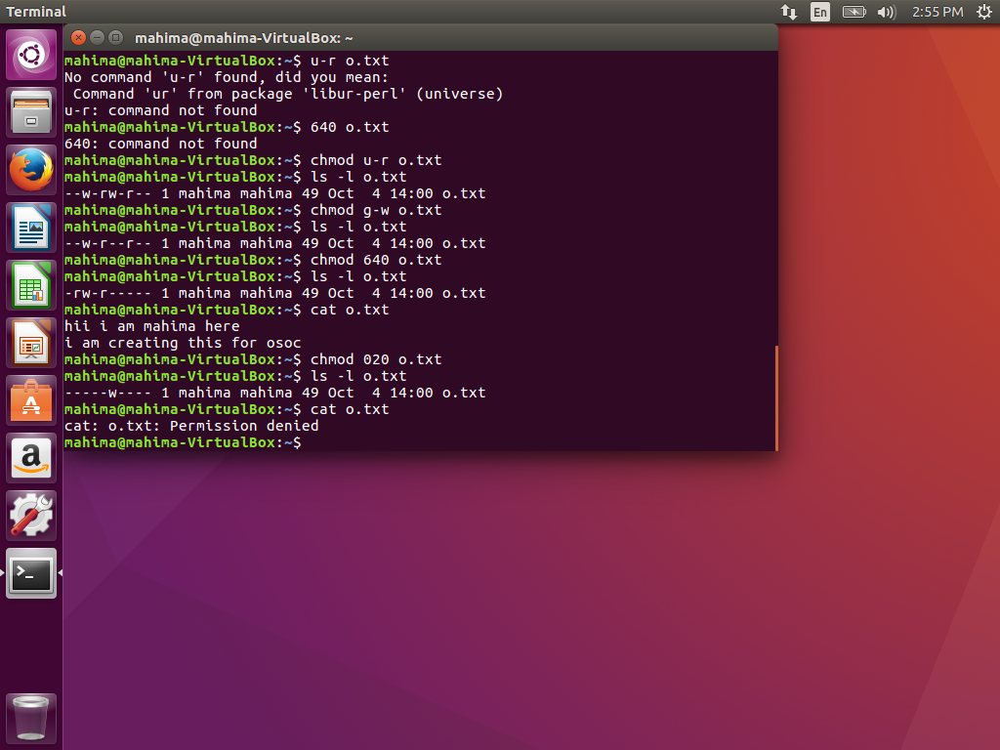 Terminal
En
2:55 PM
mahima@mahima-VirtualBox: ~
mahima@mahima-VirtualBox:~$ u-r o.txt
No command 'u-r' found, did you mean:
 Command 'ur' from package 'libur-perl' (universe)
u-r: command not found
mahima@mahima-VirtualBox:~$ 640 o.txt
640: command not found
mahima@mahima-VirtualBox:~$ chmod u-r o.txt
mahima@mahima-VirtualBox:~$ ls -l o.txt
--w-rw-r-- 1 mahima mahima 49 Oct  4 14:00 o.txt
mahima@mahima-VirtualBox:~$ chmod g-w o.txt
mahima@mahima-VirtualBox:~$ ls -l o.txt
--w-r--r-- 1 mahima mahima 49 Oct  4 14:00 o.txt
mahima@mahima-VirtualBox:~$ chmod 640 o.txt
mahima@mahima-VirtualBox:~$ ls -l o.txt
-rw-r----- 1 mahima mahima 49 Oct  4 14:00 o.txt
mahima@mahima-VirtualBox:~$ cat o.txt
hii i am mahima here
i am creating this for osoc
mahima@mahima-VirtualBox:~$ chmod 020 o.txt
mahima@mahima-VirtualBox:~$ ls -l o.txt
-----w---- 1 mahima mahima 49 Oct  4 14:00 o.txt
mahima@mahima-VirtualBox:~$ cat o.txt
cat: o.txt: Permission denied
mahima@mahima-VirtualBox:~$